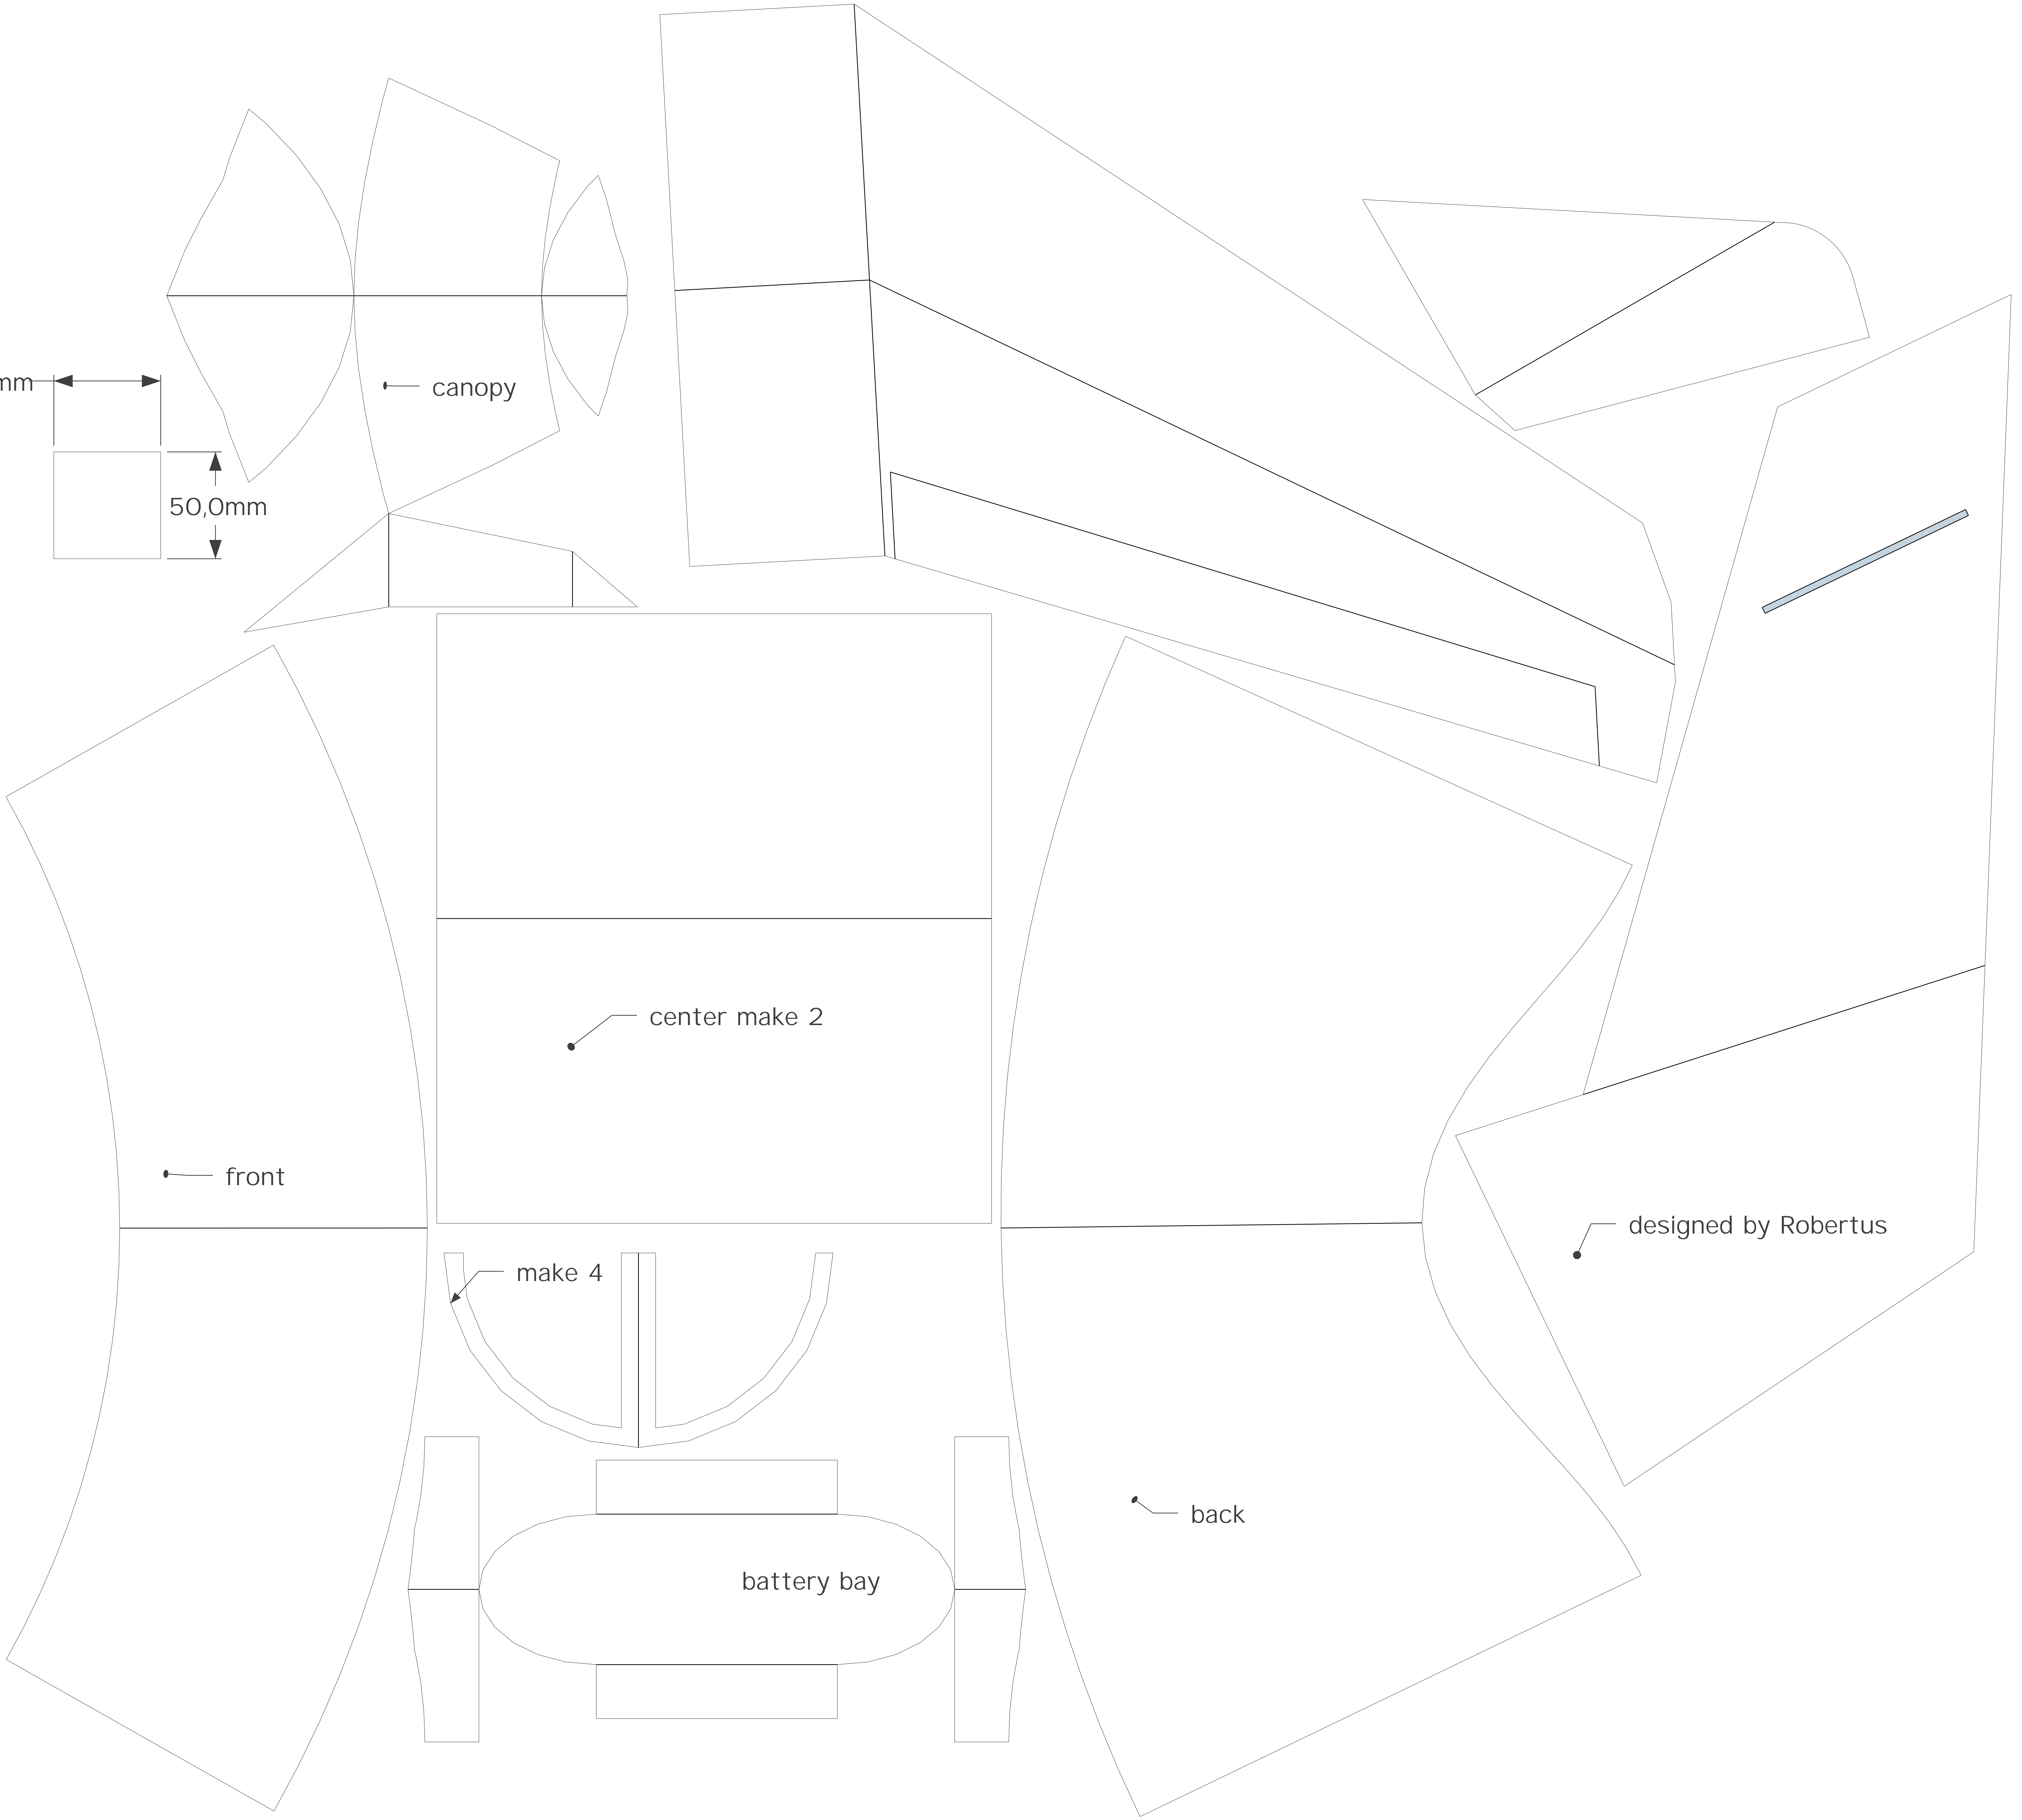 mm
canopy
50,0mm
center make 2
front
designed by Robertus
make 4
back
battery bay